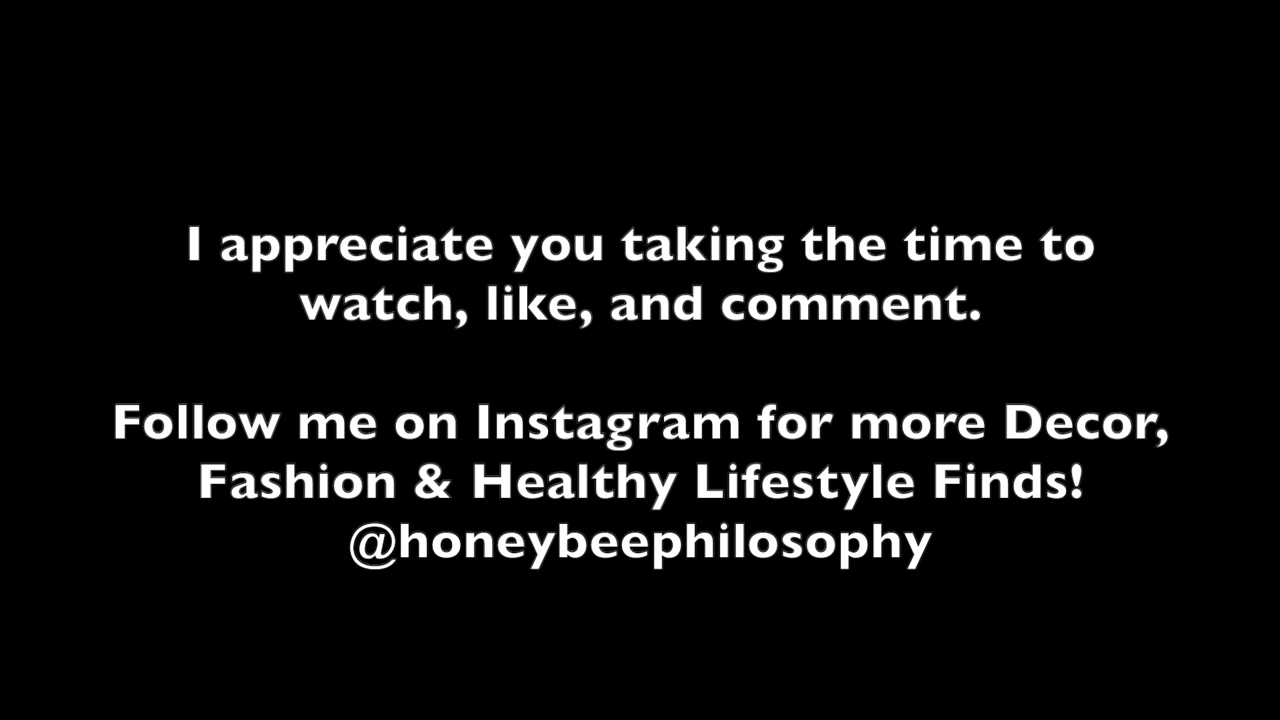 I appreciate you taking the time to
watch, like, and comment.
Follow me on Instagram for more Decor,
Fashion & Healthy Lifestyle Finds!
@honeybeephilosophy